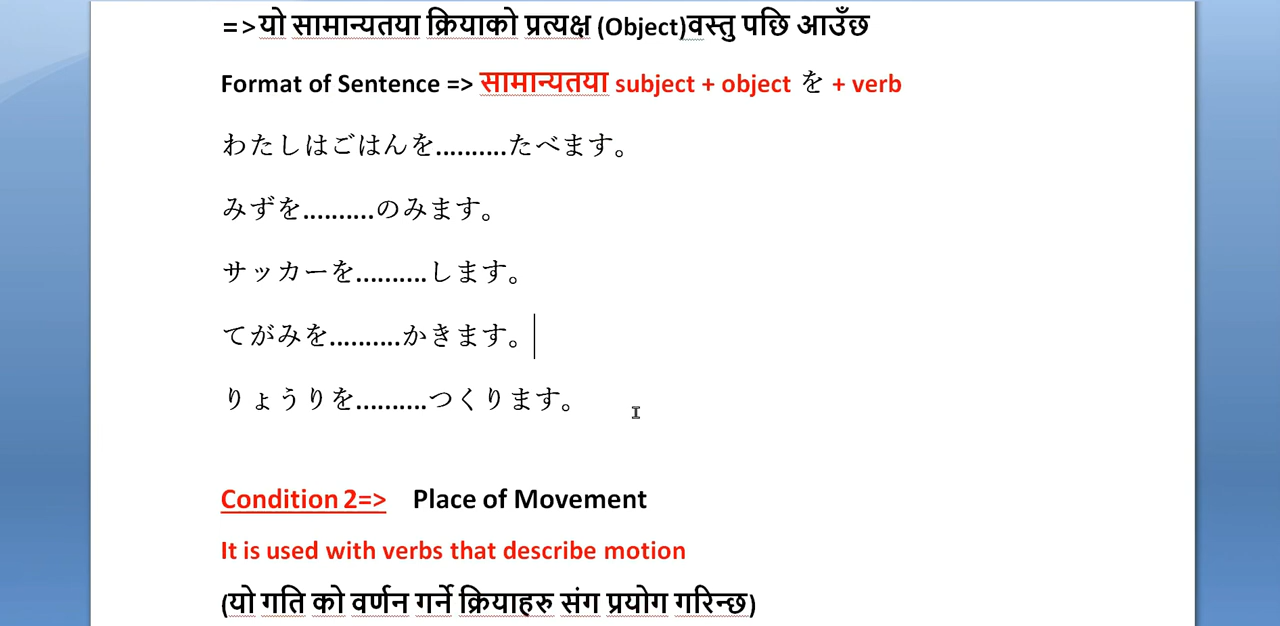 =>यो सामान्यतया क्रियाको प्रत्यक्ष (Object)वस्तु पछि आउँछ
Format of Sentence => सामान्यतया subject + object を + verb
わたしはごはんを..........たべます。
みずを..........のみます。
サッカーを..........します。
てがみを..........かきます。
りょうりを..........つくります。
Condition 2=> Place of Movement
It is used with verbs that describe motion
(यो गति को वर्णन गर्ने क्रियाहरु संग प्रयोग गरिन्छ)